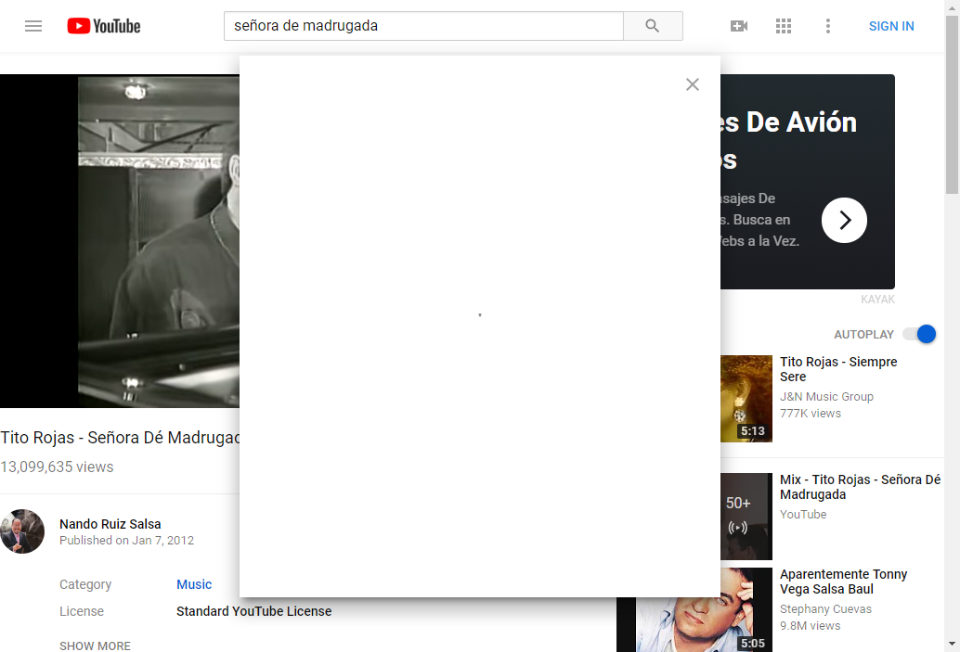 YouTube
señora de madrugada
SIGN IN
es De Avión
os
sajes De
s. Busca en
ebs a la Vez.
KAYAK
AUTOPLAY
Tito Rojas - Siempre
Sere
J&N Music Group
777K views
5:13
Tito Rojas - Señora Dé Madrugad
13,099,635 views
Mix - Tito Rojas - Señora Dé
Madrugada
YouTube
50+
Nando Ruiz Salsa
Published on Jan 7, 2012
Category
Music
License
Standard YouTube License
SHOW MORE
Aparentemente Tonny
Vega Salsa Baul
Stephany Cuevas
9.8M views
5:05